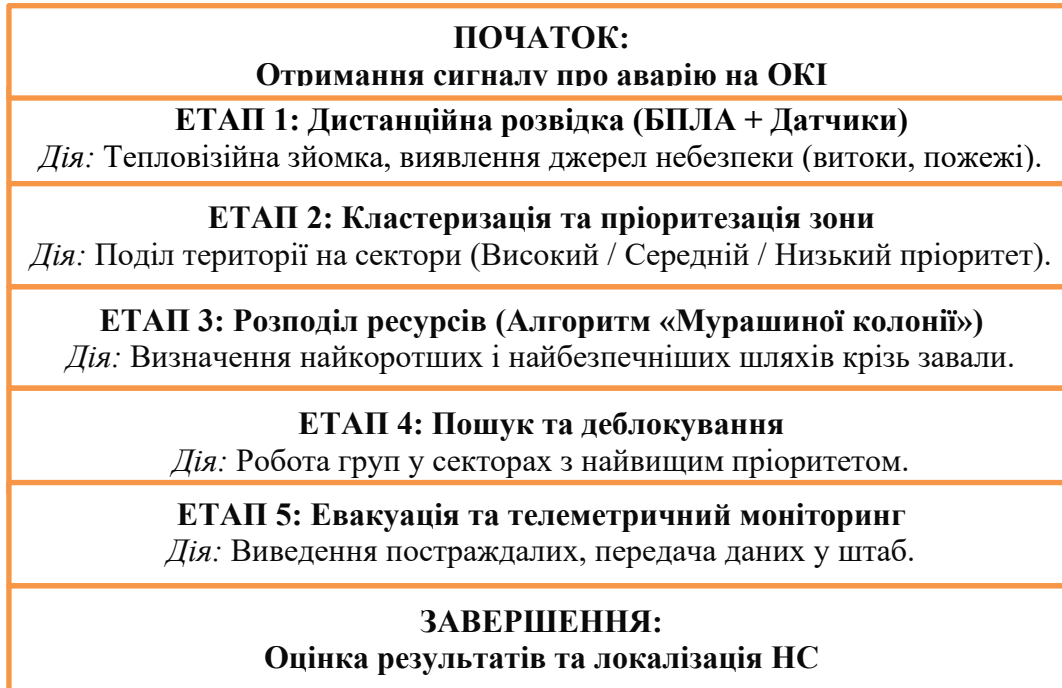 ПОЧАТОК:
Отримання сигналу про аварію на ОКІ
ЕТАП 1: Дистанційна розвідка (БПЛА + Датчики)
Дія: Тепловізійна зйомка, виявлення джерел небезпеки (витоки, пожежі).
ЕТАП 2: Кластеризація та пріоритезація зони
Дія: Поділ території на сектори (Високий / Середній / Низький пріоритет).
ЕТАП 3: Розподіл ресурсів (Алгоритм «Мурашиної колонії»)
Дія: Визначення найкоротших і найбезпечніших шляхів крізь завали.
ЕТАП 4: Пошук та деблокування
Дія: Робота груп у секторах з найвищим пріоритетом.
ЕТАП 5: Евакуація та телеметричний моніторинг
Дія: Виведення постраждалих, передача даних у штаб.
ЗАВЕРШЕННЯ:
Оцінка результатів та локалізація НС